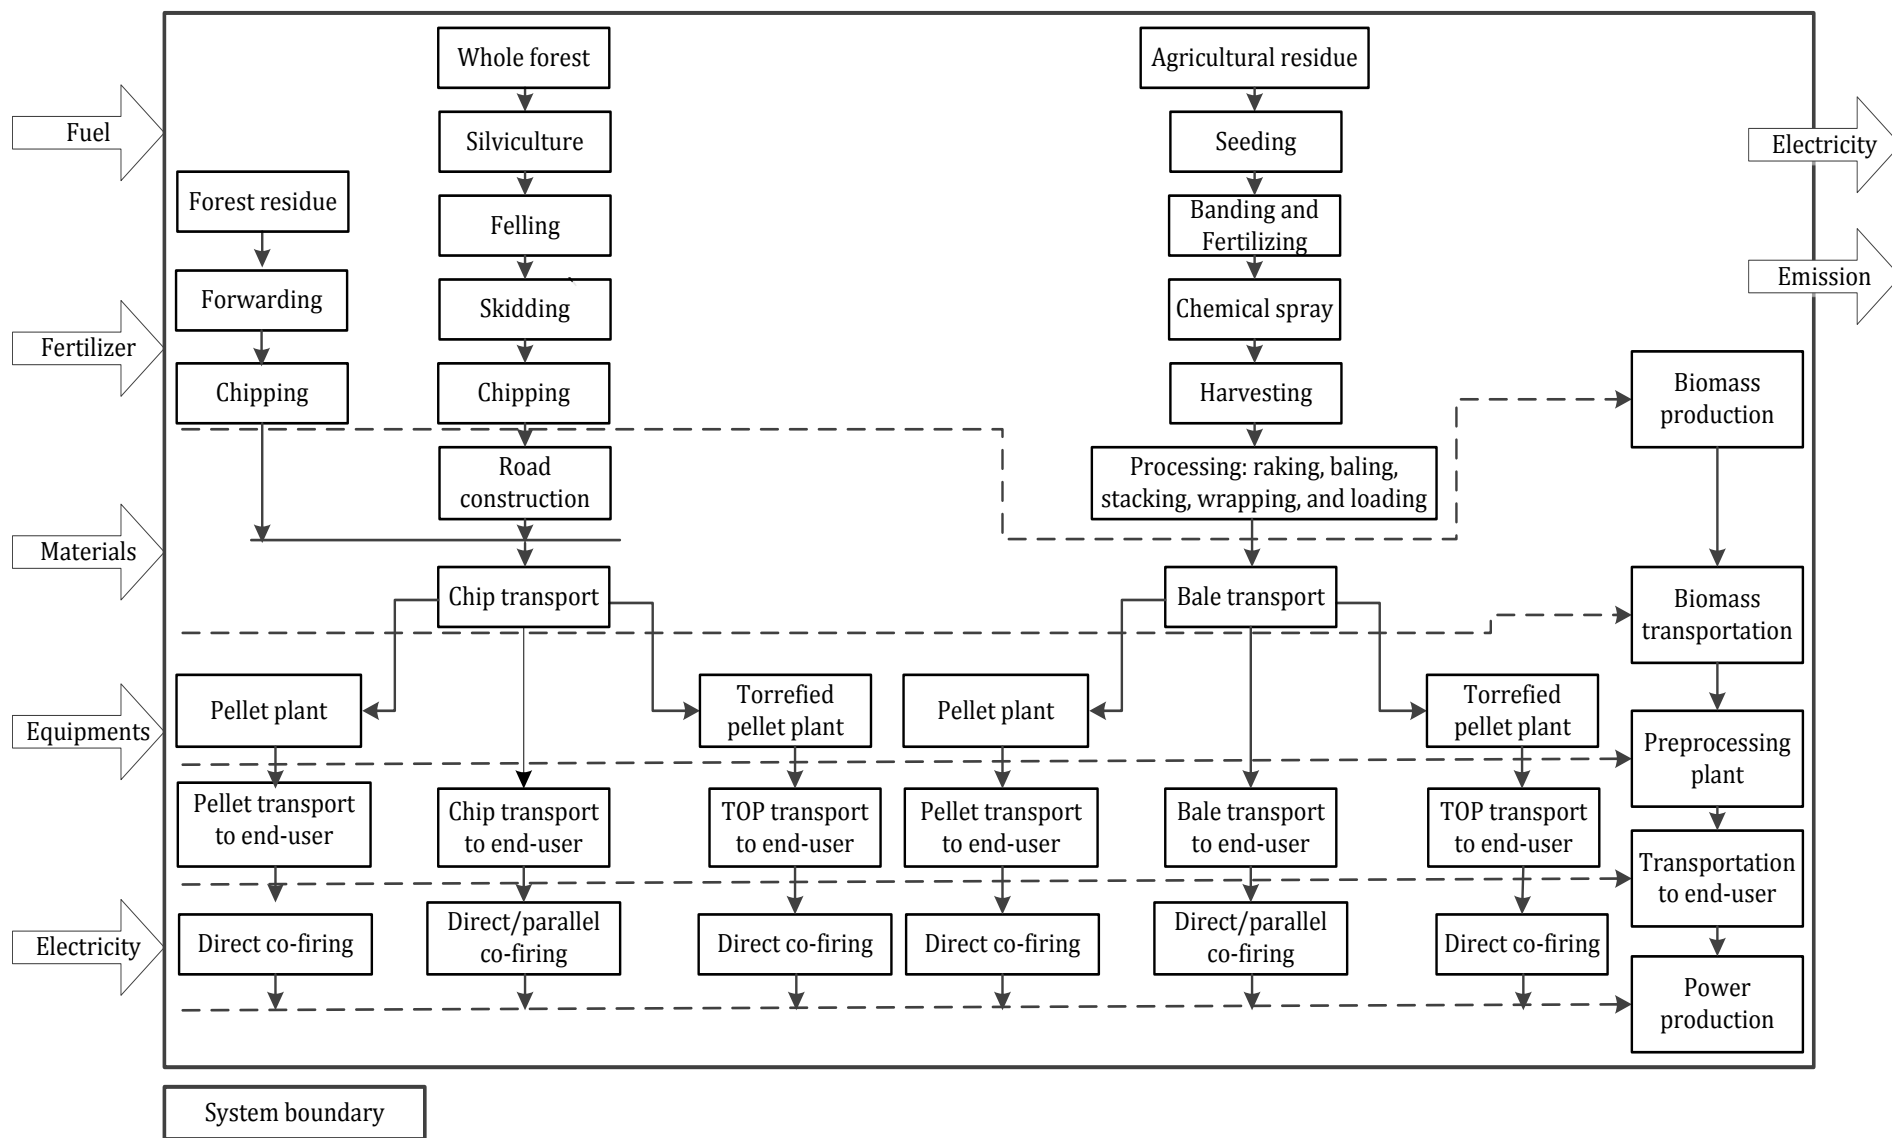 Whole forest
Agricultural residue
Fuel
Silviculture
Seeding
Electricity
Forest residue
Felling
Banding and
Fertilizing
Emission
Forwarding
Skidding
Chemical spray
Fertilizer
Chipping
Chipping
Harvesting
Biomass
production
Road
construction
Processing: raking, baling,
stacking, wrapping, and loading
Materials
Chip transport
Bale transport
Biomass
transportation
Equipments
Pellet plant
Torrefied
pellet plant
Pellet plant
Torrefied
pellet plant
Preprocessing
plant
Pellet transport
to end-user
Chip transport
to end-user
TOP transport
to end-user
Pellet transport
to end-user
Bale transport
to end-user
TOP transport
to end-user
Transportation
to end-user
Electricity
Direct co-firing
Direct/parallel
co-firing
Direct co-firing
Direct co-firing
Direct/parallel
co-firing
Direct co-firing
Power
production
System boundary